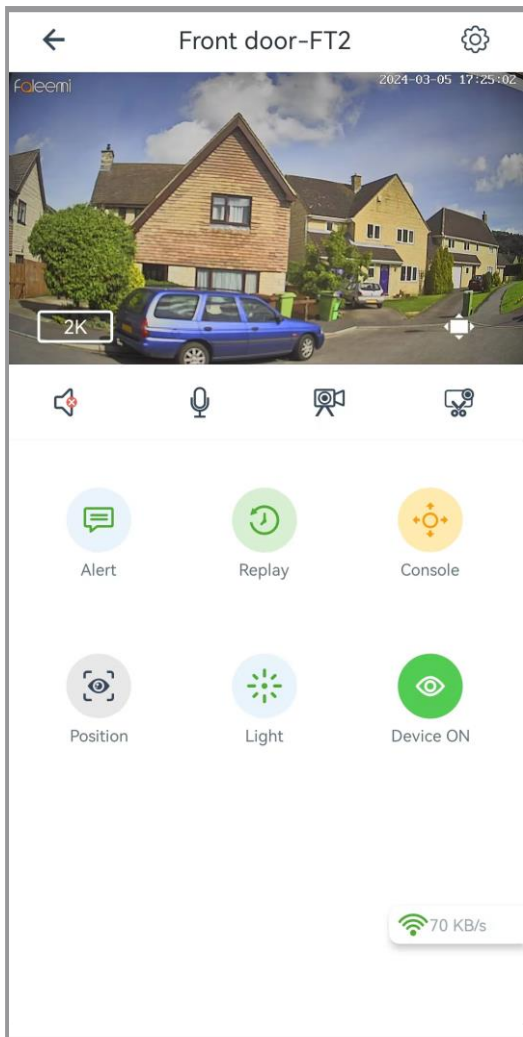 Front door-FT2
Faleemi
2024-03-05 17:25:02
2K
Alert
Replay
Console
Position
Light
Device ON
70 KB/s